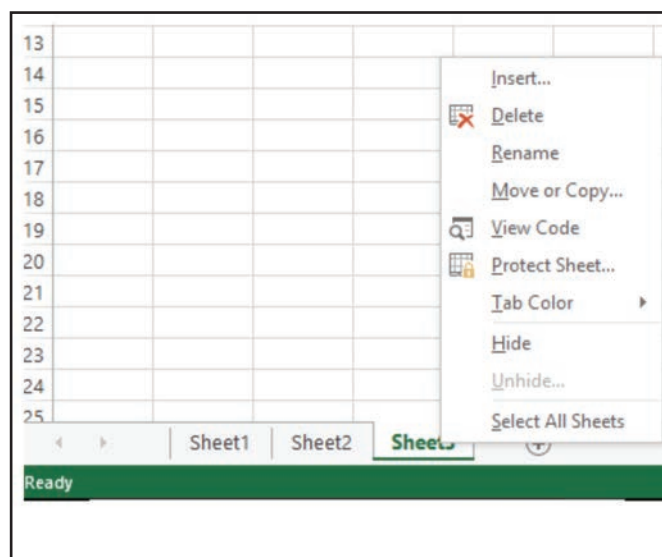 13
14
15
16
17
18
19
20
21
22
23
24
25
Insert...
Delete
Rename
Move or Copy...
View Code
Protect Sheet...
Tab Color
Hide
Unhide...
Select All Sheets
Sheet1
Sheet2
Sheet3
Ready